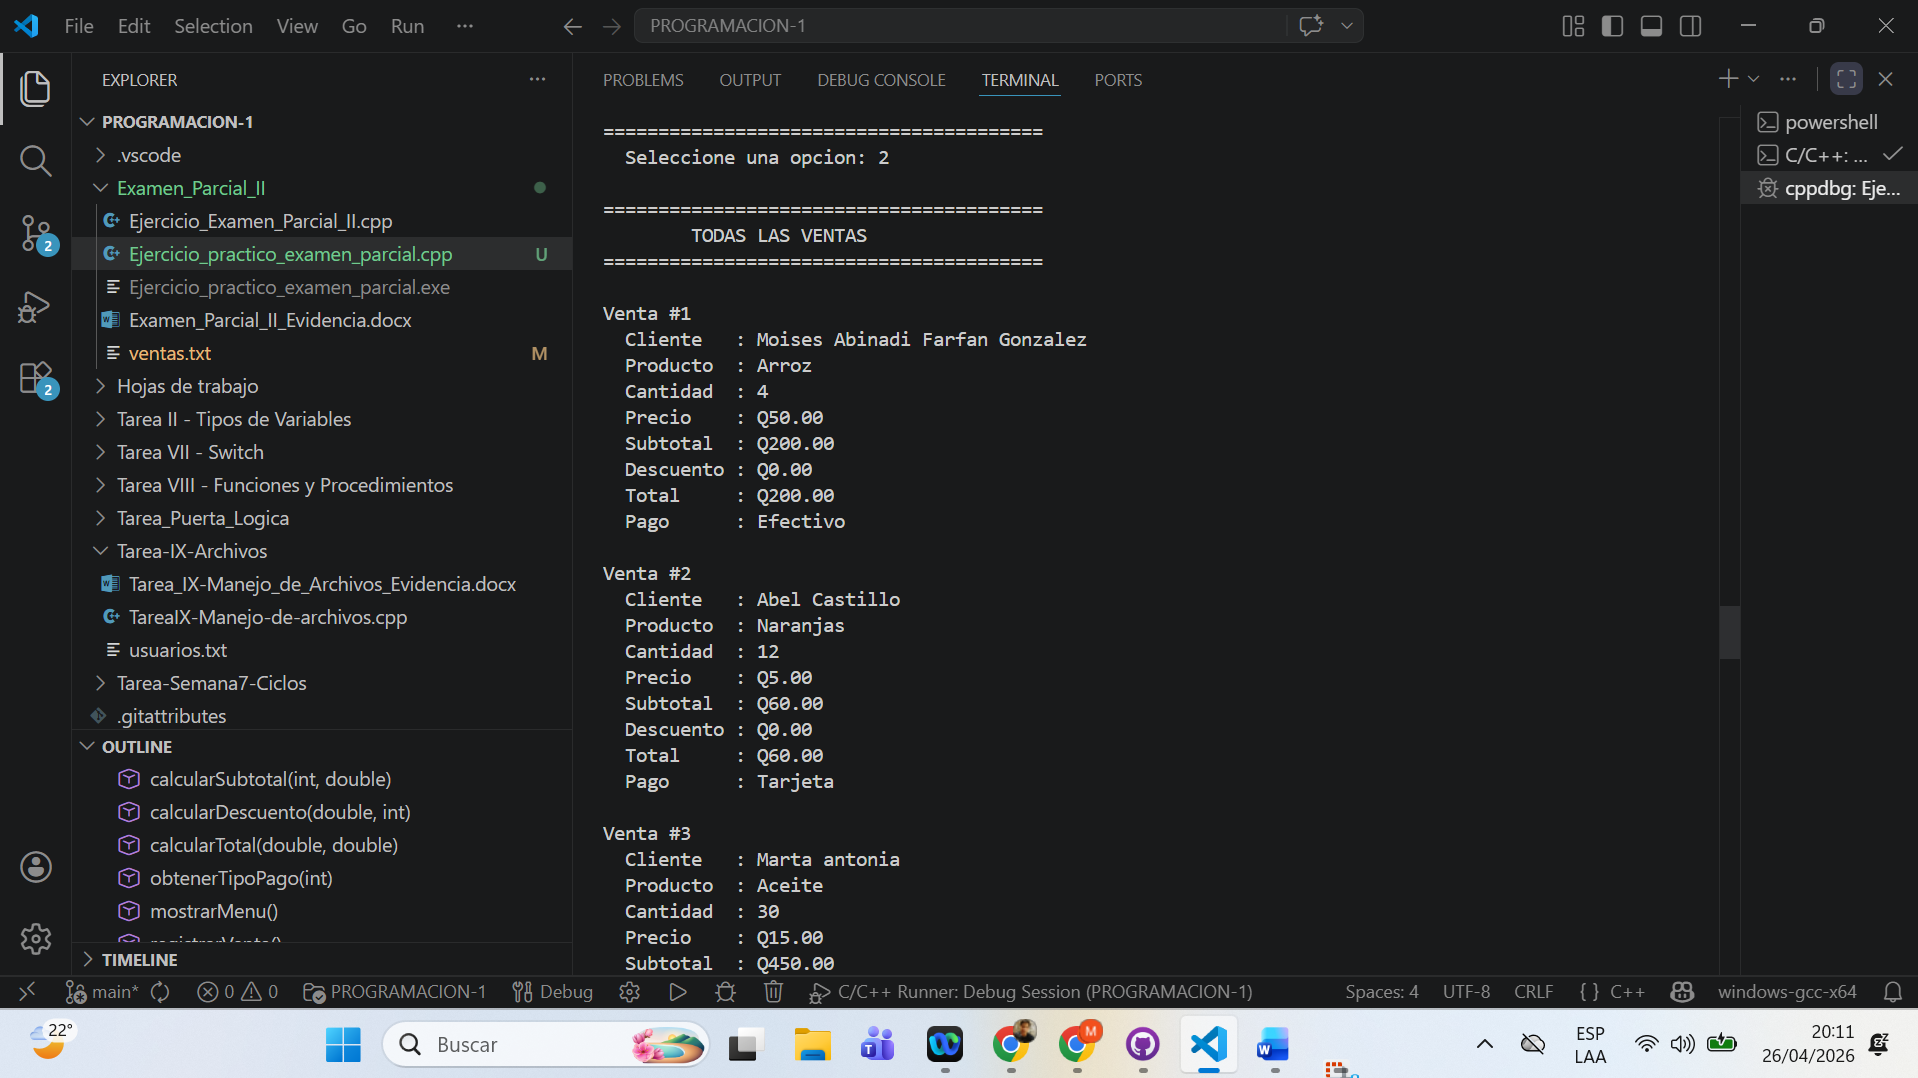 File Edit Selection View Go Run ···
PROGRAMACION-1
EXPLORER
PROGRAMACION-1
.vscode
Examen_Parcial_II
Ejercicio_Examen_Parcial_II.cpp
Ejercicio_practico_examen_parcial.cpp U
Ejercicio_practico_examen_parcial.exe
Examen_Parcial_II_Evidencia.docx
ventas.txt M
Hojas de trabajo
Tarea II - Tipos de Variables
Tarea VII - Switch
Tarea VIII - Funciones y Procedimientos
Tarea_Puerta_Logica
Tarea-IX-Archivos
Tarea_IX-Manejo_de_Archivos_Evidencia.docx
TareaIX-Manejo-de-archivos.cpp
usuarios.txt
Tarea-Semana7-Ciclos
.gitattributes
OUTLINE
calcularSubtotal(int, double)
calcularDescuento(double, int)
calcularTotal(double, double)
obtenerTipoPago(int)
mostrarMenu()
registrarVenta()
TIMELINE
2
2
PROBLEMS OUTPUT DEBUG CONSOLE TERMINAL PORTS
========================================
Seleccione una opcion: 2
========================================
TODAS LAS VENTAS
========================================
Venta #1
Cliente : Moises Abinadi Farfan Gonzalez
Producto : Arroz
Cantidad : 4
Precio : Q50.00
Subtotal : Q200.00
Descuento : Q0.00
Total : Q200.00
Pago : Efectivo
Venta #2
Cliente : Abel Castillo
Producto : Naranjas
Cantidad : 12
Precio : Q5.00
Subtotal : Q60.00
Descuento : Q0.00
Total : Q60.00
Pago : Tarjeta
Venta #3
Cliente : Marta antonia
Producto : Aceite
Cantidad : 30
Precio : Q15.00
Subtotal : Q450.00
powershell
C/C++: ...
cppdbg: Eje...
main* 0 0 PROGRAMACION-1 Debug C/C++ Runner: Debug Session (PROGRAMACION-1) Spaces: 4 UTF-8 CRLF { } C++ windows-gcc-x64
22°
Buscar
M
ESP
LAA
20:11
26/04/2026